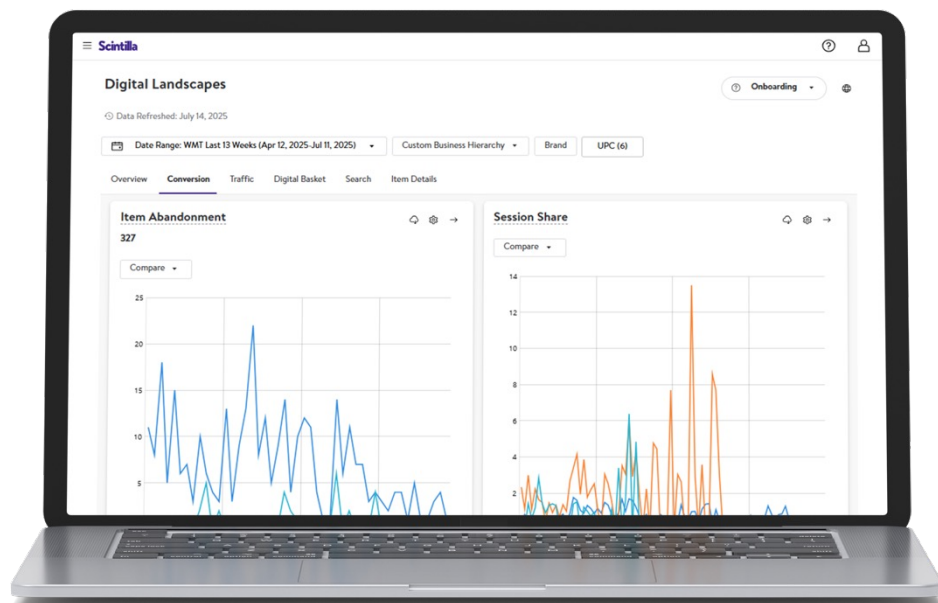 Scintilla
Digital Landscapes
Onboarding
Data Refreshed: July 14, 2025
Date Range: WMT Last 13 Weeks (Apr 12, 2025-Jul 11, 2025)
Custom Business Hierarchy
Brand
UPC (6)
Overview
Conversion
Traffic
Digital Basket
Search
Item Details
Item Abandonment
327
Compare
25
20
15
10
5
Session Share
Compare
14
12
10
8
6
4
2